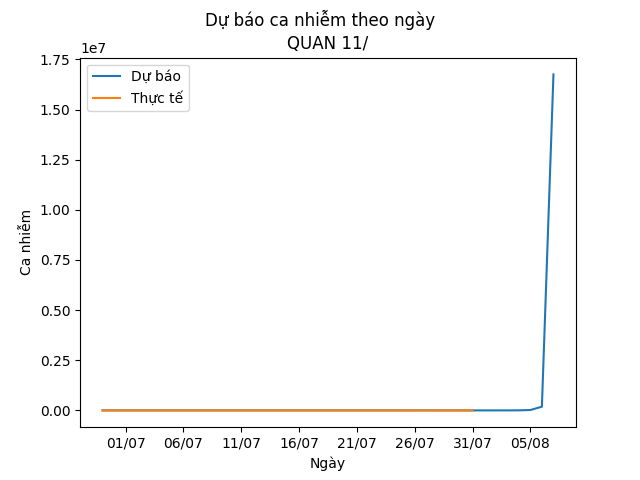 Dự báo ca nhiễm theo ngày
QUAN 11/
1e7
1.75
1.50
1.25
1.00
0.75
0.50
0.25
0.00
Ca nhiễm
Dự báo
Thực tế
01/07 06/07 11/07 16/07 21/07 26/07 31/07 05/08
Ngày